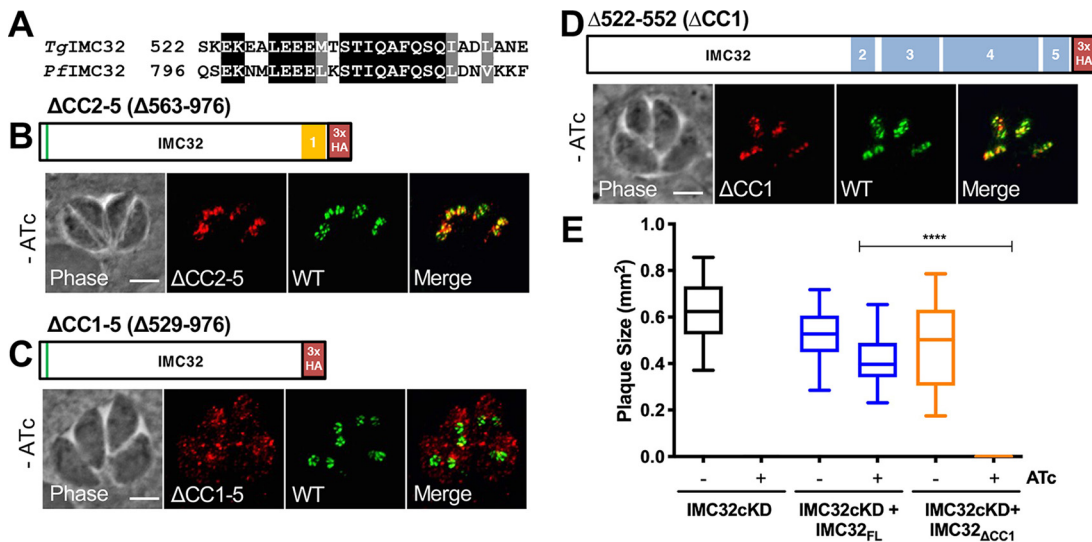 A
TgIMC32 522 SKEKEALEEEMTSTIQAFQSQIADLANE
PfIMC32 796 QSEKNMLEEELKSTIQAFQSQLDNVKKF
ΔCC2-5 (Δ563-976)
B
IMC32 1 3x HA
- ATc
Phase ΔCC2-5 WT Merge
ΔCC1-5 (Δ529-976)
C
IMC32 3x HA
- ATc
Phase ΔCC1-5 WT Merge
D
Δ522-552 (ΔCC1)
IMC32 2 3 4 5 3x HA
- ATc
Phase ΔCC1 WT Merge
E
****
Plaque Size (mm²)
1.0
0.8
0.6
0.4
0.2
0.0
- + - + - + ATc
IMC32cKD
IMC32cKD + IMC32FL
IMC32cKD+ IMC32ΔCC1